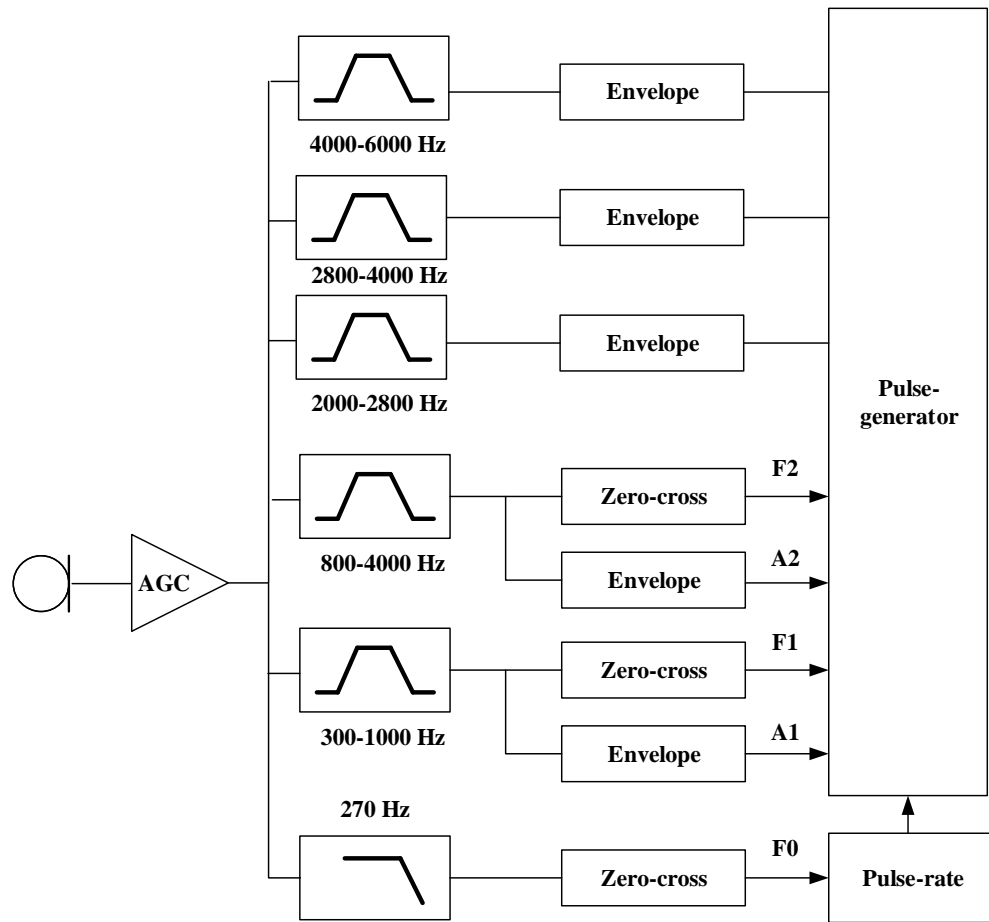 Envelope
4000-6000 Hz
Envelope
2800-4000 Hz
Envelope
2000-2800 Hz
Pulse-
generator
F2
Zero-cross
800-4000 Hz
A2
AGC
Envelope
F1
Zero-cross
300-1000 Hz
A1
Envelope
270 Hz
F0
Zero-cross
Pulse-rate